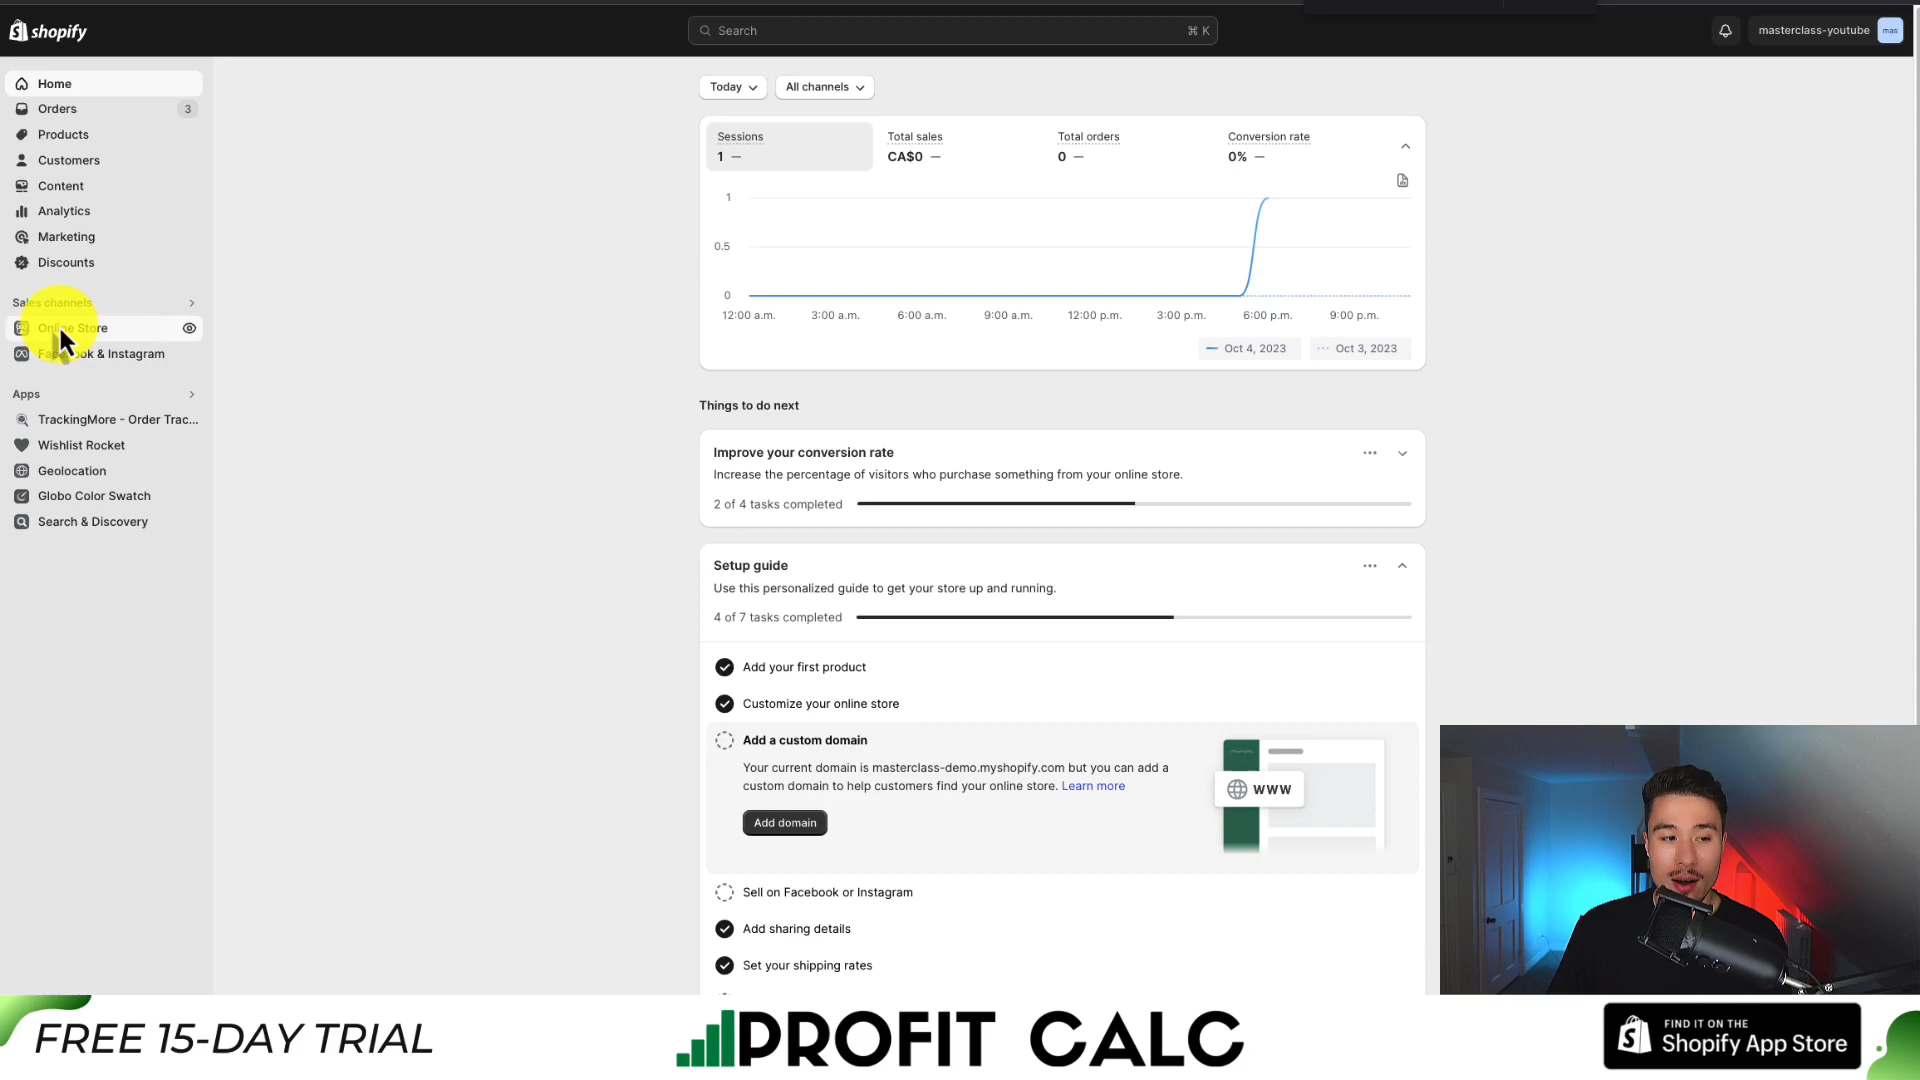 shopify
Search
⌘ K
masterclass-youtube
mas
Home
Orders
3
Products
Customers
Content
Analytics
Marketing
Discounts
Sales channels
Online Store
Facebook & Instagram
Apps
TrackingMore - Order Trac...
Wishlist Rocket
Geolocation
Globo Color Swatch
Search & Discovery
Today
All channels
Sessions
1 —
Total sales
CA$0 —
Total orders
0 —
Conversion rate
0% —
1
0.5
0
12:00 a.m.
3:00 a.m.
6:00 a.m.
9:00 a.m.
12:00 p.m.
3:00 p.m.
6:00 p.m.
9:00 p.m.
Oct 4, 2023
Oct 3, 2023
Things to do next
Improve your conversion rate
Increase the percentage of visitors who purchase something from your online store.
2 of 4 tasks completed
Setup guide
Use this personalized guide to get your store up and running.
4 of 7 tasks completed
Add your first product
Customize your online store
Add a custom domain
Your current domain is masterclass-demo.myshopify.com but you can add a
custom domain to help customers find your online store. Learn more
Add domain
WWW
Sell on Facebook or Instagram
Add sharing details
Set your shipping rates
FREE 15-DAY TRIAL
PROFIT CALC
FIND IT ON THE
Shopify App Store